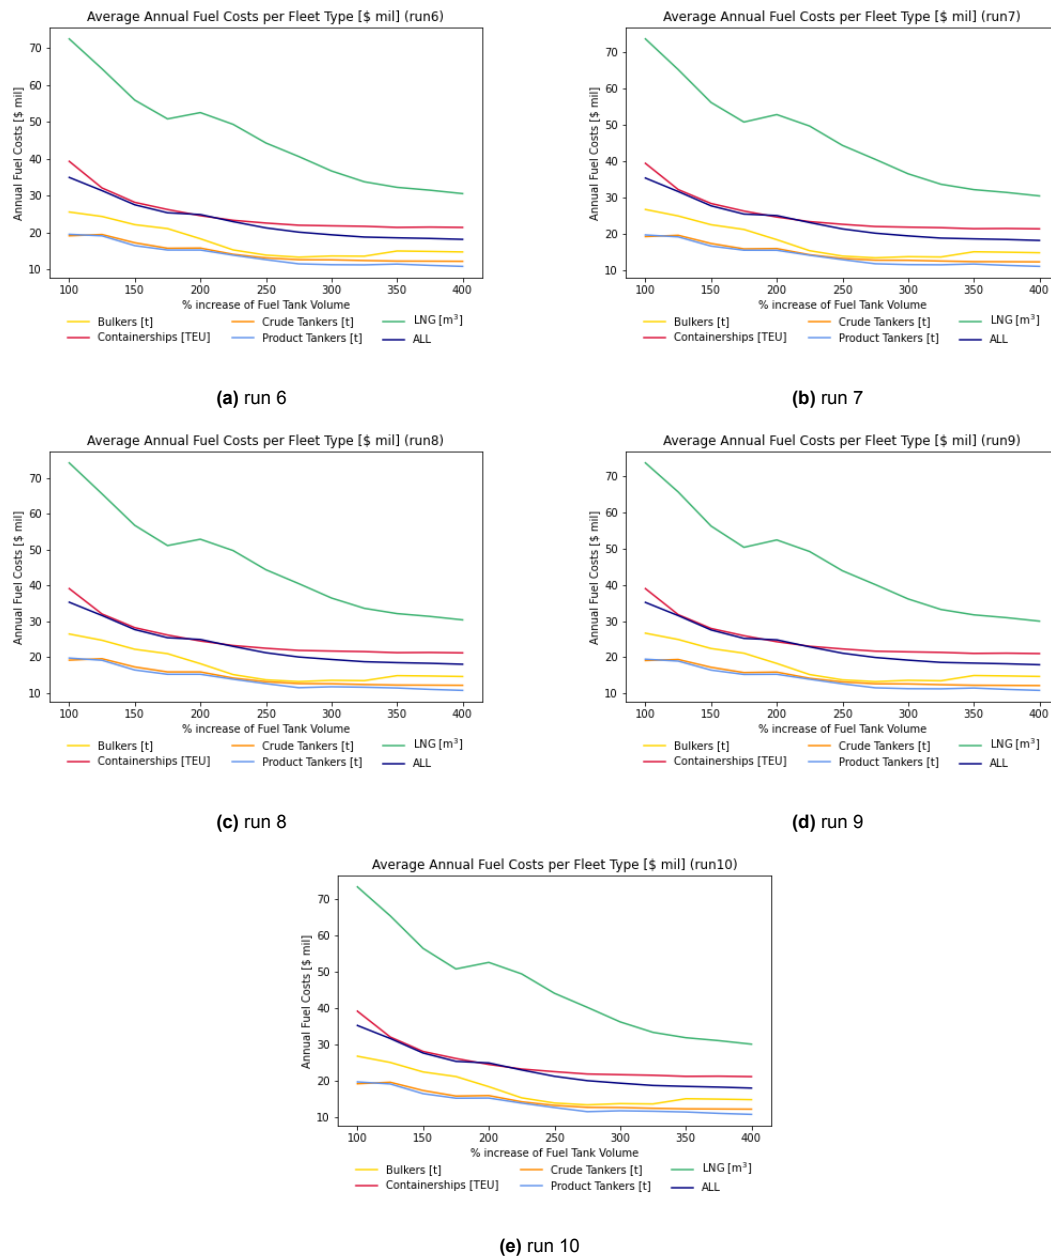 Average Annual Fuel Costs per Fleet Type [$ mil] (run6)
Annual Fuel Costs [$ mil]
70
60
50
40
30
20
10
100 150 200 250 300 350 400
% increase of Fuel Tank Volume
Bulkers [t] Crude Tankers [t] LNG [m³]
Containerships [TEU] Product Tankers [t] ALL
(a) run 6
Average Annual Fuel Costs per Fleet Type [$ mil] (run7)
Annual Fuel Costs [$ mil]
70
60
50
40
30
20
10
100 150 200 250 300 350 400
% increase of Fuel Tank Volume
Bulkers [t] Crude Tankers [t] LNG [m³]
Containerships [TEU] Product Tankers [t] ALL
(b) run 7
Average Annual Fuel Costs per Fleet Type [$ mil] (run8)
Annual Fuel Costs [$ mil]
70
60
50
40
30
20
10
100 150 200 250 300 350 400
% increase of Fuel Tank Volume
Bulkers [t] Crude Tankers [t] LNG [m³]
Containerships [TEU] Product Tankers [t] ALL
(c) run 8
Average Annual Fuel Costs per Fleet Type [$ mil] (run9)
Annual Fuel Costs [$ mil]
70
60
50
40
30
20
10
100 150 200 250 300 350 400
% increase of Fuel Tank Volume
Bulkers [t] Crude Tankers [t] LNG [m³]
Containerships [TEU] Product Tankers [t] ALL
(d) run 9
Average Annual Fuel Costs per Fleet Type [$ mil] (run10)
Annual Fuel Costs [$ mil]
70
60
50
40
30
20
10
100 150 200 250 300 350 400
% increase of Fuel Tank Volume
Bulkers [t] Crude Tankers [t] LNG [m³]
Containerships [TEU] Product Tankers [t] ALL
(e) run 10